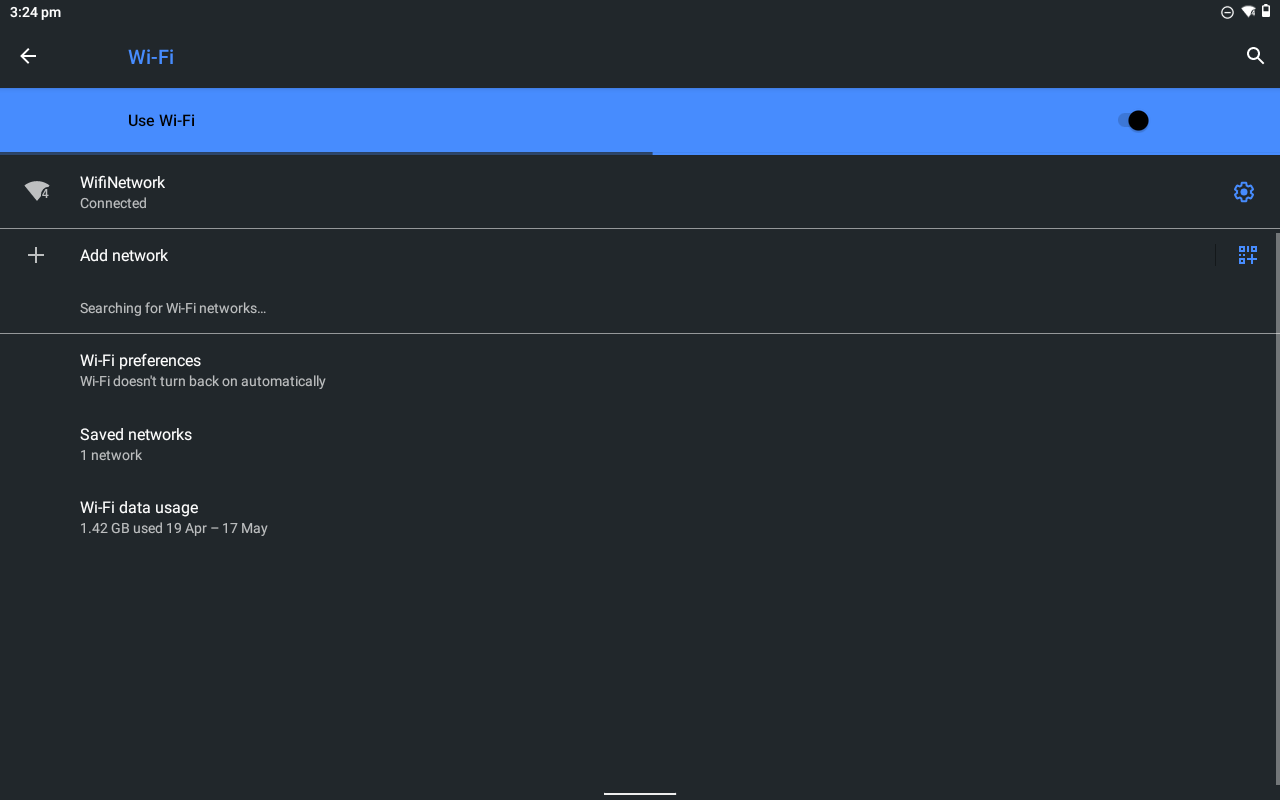 3:24 pm
Wi-Fi
Use Wi-Fi
WifiNetwork
4
Connected
Add network
Searching for Wi-Fi networks…
Wi-Fi preferences
Wi-Fi doesn't turn back on automatically
Saved networks
1 network
Wi-Fi data usage
1.42 GB used 19 Apr – 17 May